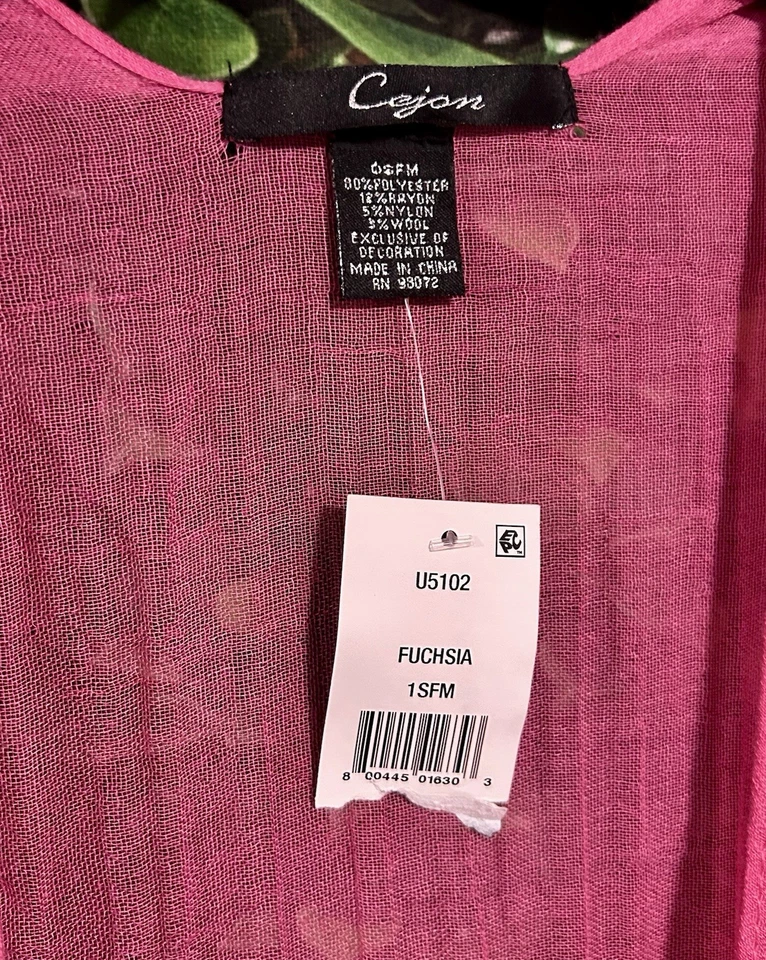 Cejon
OSFM
80%POLYESTER
12%RAYON
5%NYLON
3%WOOL
EXCLUSIVE OF
DECORATION
MADE IN CHINA
RN 93072
U5102
FUCHSIA
1SFM
8 00445 01630 3